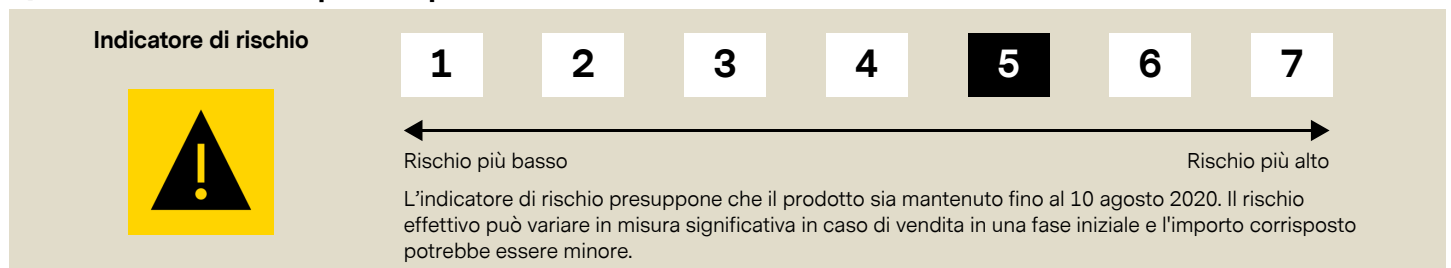 Indicatore di rischio
1 2 3 4 5 6 7
Rischio più basso
Rischio più alto
L'indicatore di rischio presuppone che il prodotto sia mantenuto fino al 10 agosto 2020. Il rischio
effettivo può variare in misura significativa in caso di vendita in una fase iniziale e l'importo corrisposto
potrebbe essere minore.